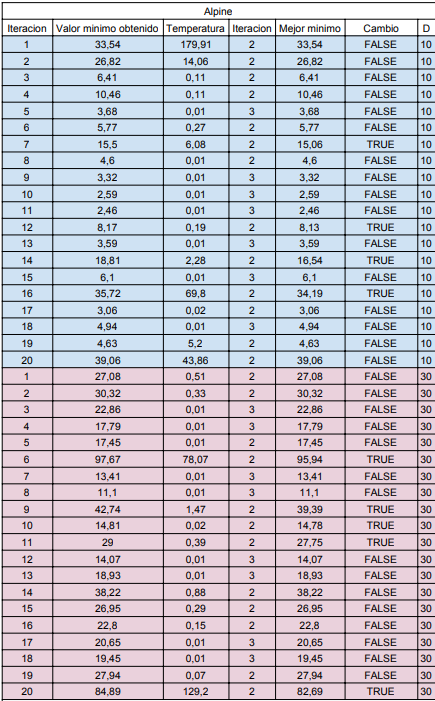 Alpine
Iteracion Valor minimo obtenido Temperatura Iteracion Mejor minimo Cambio D
1 33,54 179,91 2 33,54 FALSE 10
2 26,82 14,06 2 26,82 FALSE 10
3 6,41 0,11 2 6,41 FALSE 10
4 10,46 0,11 2 10,46 FALSE 10
5 3,68 0,01 3 3,68 FALSE 10
6 5,77 0,27 2 5,77 FALSE 10
7 15,5 6,08 2 15,06 TRUE 10
8 4,6 0,01 2 4,6 FALSE 10
9 3,32 0,01 3 3,32 FALSE 10
10 2,59 0,01 3 2,59 FALSE 10
11 2,46 0,01 3 2,46 FALSE 10
12 8,17 0,19 2 8,13 TRUE 10
13 3,59 0,01 3 3,59 FALSE 10
14 18,81 2,28 2 16,54 TRUE 10
15 6,1 0,01 3 6,1 FALSE 10
16 35,72 69,8 2 34,19 TRUE 10
17 3,06 0,02 2 3,06 FALSE 10
18 4,94 0,01 3 4,94 FALSE 10
19 4,63 5,2 2 4,63 FALSE 10
20 39,06 43,86 2 39,06 FALSE 10
1 27,08 0,51 2 27,08 FALSE 30
2 30,32 0,33 2 30,32 FALSE 30
3 22,86 0,01 3 22,86 FALSE 30
4 17,79 0,01 3 17,79 FALSE 30
5 17,45 0,01 2 17,45 FALSE 30
6 97,67 78,07 2 95,94 TRUE 30
7 13,41 0,01 3 13,41 FALSE 30
8 11,1 0,01 3 11,1 FALSE 30
9 42,74 1,47 2 39,39 TRUE 30
10 14,81 0,02 2 14,78 TRUE 30
11 29 0,39 2 27,75 TRUE 30
12 14,07 0,01 3 14,07 FALSE 30
13 18,93 0,01 3 18,93 FALSE 30
14 38,22 0,88 2 38,22 FALSE 30
15 26,95 0,29 2 26,95 FALSE 30
16 22,8 0,15 2 22,8 FALSE 30
17 20,65 0,01 3 20,65 FALSE 30
18 19,45 0,01 3 19,45 FALSE 30
19 27,94 0,07 2 27,94 FALSE 30
20 84,89 129,2 2 82,69 TRUE 30